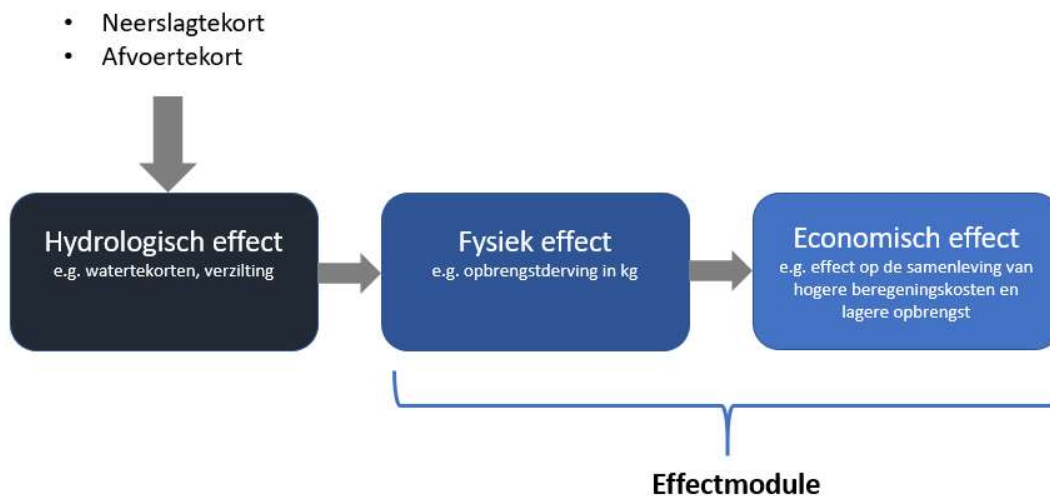 • Neerslagtekort
• Afvoertekort
Hydrologisch effect
e.g. watertekorten, verzilting
Fysiek effect
e.g. opbrengstderving in kg
Economisch effect
e.g. effect op de samenleving van
hogere beregeningskosten en
lagere opbrengst
Effectmodule